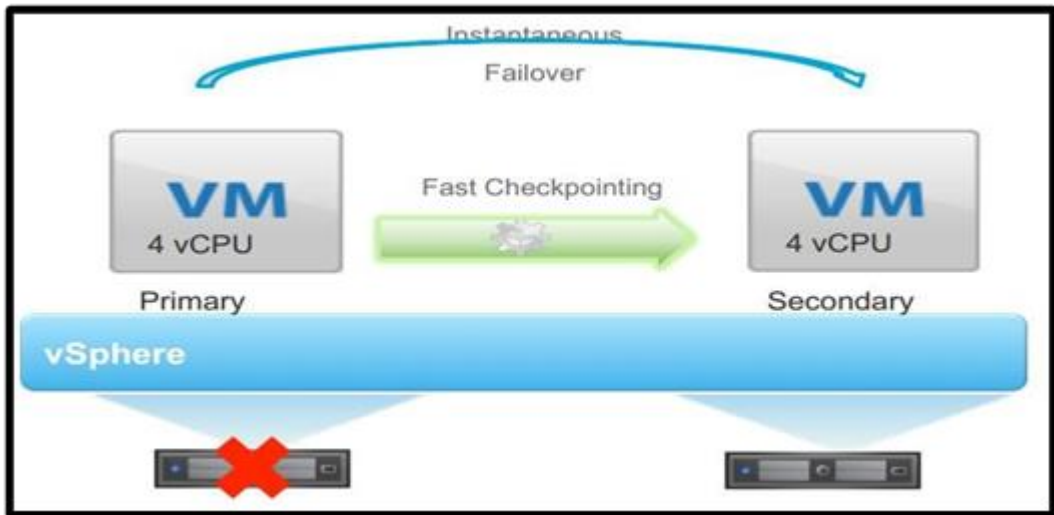 Instantaneous
Failover
VM
4 vCPU
Fast Checkpointing
VM
4 vCPU
Primary
Secondary
vSphere